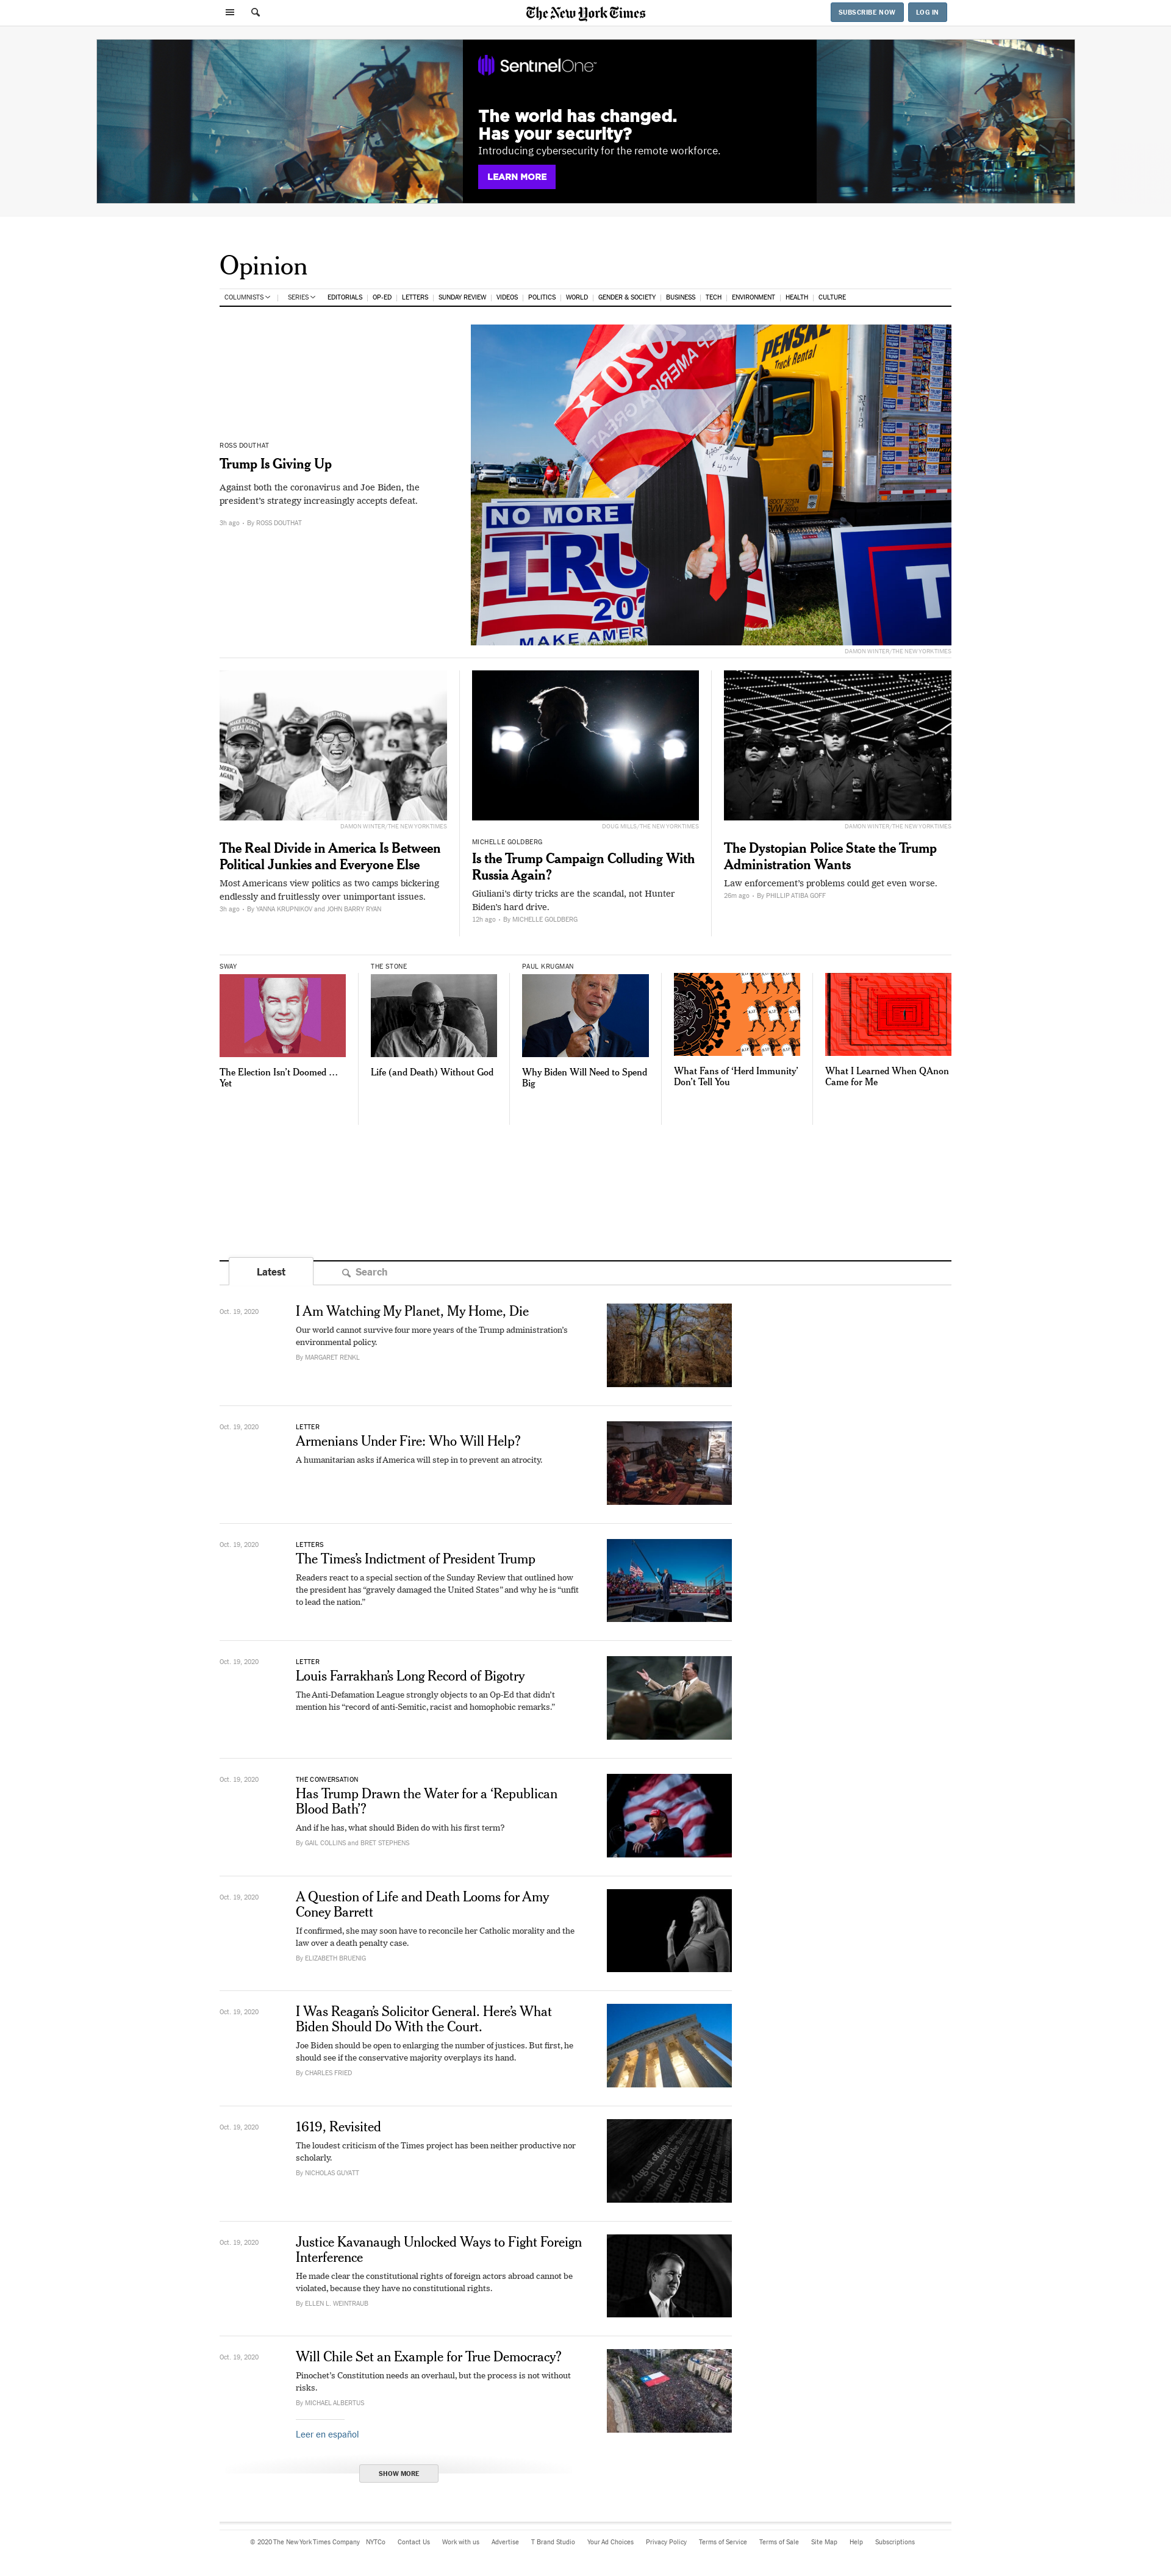 The New York Times
SUBSCRIBE NOW
LOG IN
SentinelOne
The world has changed.
Has your security?
Introducing cybersecurity for the remote workforce.
LEARN MORE
Opinion
COLUMNISTS
SERIES
EDITORIALS
OP-ED
LETTERS
SUNDAY REVIEW
VIDEOS
POLITICS
WORLD
GENDER & SOCIETY
BUSINESS
TECH
ENVIRONMENT
HEALTH
CULTURE
ROSS DOUTHAT
Trump Is Giving Up
Against both the coronavirus and Joe Biden, the
president's strategy increasingly accepts defeat.
3h ago • By ROSS DOUTHAT
2020
KEEP AMERICA GREAT
PENSKE
Truck Rental
NO MORE
TRU
202
MAKE AMER
T
DAMON WINTER/THE NEW YORK TIMES
DAMON WINTER/THE NEW YORK TIMES
The Real Divide in America Is Between
Political Junkies and Everyone Else
Most Americans view politics as two camps bickering
endlessly and fruitlessly over unimportant issues.
3h ago • By YANNA KRUPNIKOV and JOHN BARRY RYAN
DOUG MILLS/THE NEW YORK TIMES
MICHELLE GOLDBERG
Is the Trump Campaign Colluding With
Russia Again?
Giuliani's dirty tricks are the scandal, not Hunter
Biden's hard drive.
12h ago • By MICHELLE GOLDBERG
DAMON WINTER/THE NEW YORK TIMES
The Dystopian Police State the Trump
Administration Wants
Law enforcement's problems could get even worse.
26m ago • By PHILLIP ATIBA GOFF
SWAY
The Election Isn't Doomed …
Yet
THE STONE
Life (and Death) Without God
PAUL KRUGMAN
Why Biden Will Need to Spend
Big
What Fans of 'Herd Immunity'
Don't Tell You
What I Learned When QAnon
Came for Me
Latest
Search
Oct. 19, 2020
I Am Watching My Planet, My Home, Die
Our world cannot survive four more years of the Trump administration's
environmental policy.
By MARGARET RENKL
Oct. 19, 2020
LETTER
Armenians Under Fire: Who Will Help?
A humanitarian asks if America will step in to prevent an atrocity.
Oct. 19, 2020
LETTERS
The Times's Indictment of President Trump
Readers react to a special section of the Sunday Review that outlined how
the president has “gravely damaged the United States” and why he is “unfit
to lead the nation.”
Oct. 19, 2020
LETTER
Louis Farrakhan's Long Record of Bigotry
The Anti-Defamation League strongly objects to an Op-Ed that didn't
mention his “record of anti-Semitic, racist and homophobic remarks.”
Oct. 19, 2020
THE CONVERSATION
Has Trump Drawn the Water for a ‘Republican
Blood Bath’?
And if he has, what should Biden do with his first term?
By GAIL COLLINS and BRET STEPHENS
Oct. 19, 2020
A Question of Life and Death Looms for Amy
Coney Barrett
If confirmed, she may soon have to reconcile her Catholic morality and the
law over a death penalty case.
By ELIZABETH BRUENIG
Oct. 19, 2020
I Was Reagan's Solicitor General. Here's What
Biden Should Do With the Court.
Joe Biden should be open to enlarging the number of justices. But first, he
should see if the conservative majority overplays its hand.
By CHARLES FRIED
Oct. 19, 2020
1619, Revisited
The loudest criticism of the Times project has been neither productive nor
scholarly.
By NICHOLAS GUYATT
Oct. 19, 2020
Justice Kavanaugh Unlocked Ways to Fight Foreign
Interference
He made clear the constitutional rights of foreign actors abroad cannot be
violated, because they have no constitutional rights.
By ELLEN L. WEINTRAUB
Oct. 19, 2020
Will Chile Set an Example for True Democracy?
Pinochet's Constitution needs an overhaul, but the process is not without
risks.
By MICHAEL ALBERTUS
Leer en español
SHOW MORE
© 2020 The New York Times Company
NYTCo
Contact Us
Work with us
Advertise
T Brand Studio
Your Ad Choices
Privacy Policy
Terms of Service
Terms of Sale
Site Map
Help
Subscriptions